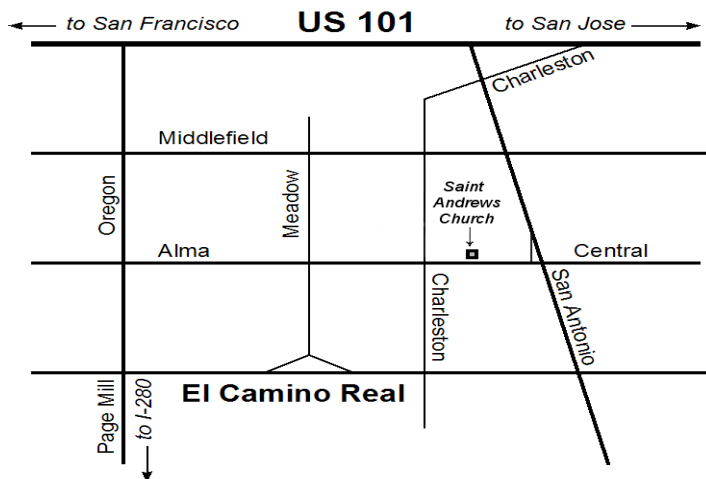 to San Francisco
US 101
to San Jose
Charleston
Middlefield
Oregon
Meadow
Saint
Andrews
Church
Alma
Central
Charleston
San Antonio
El Camino Real
Page Mill
to I-280